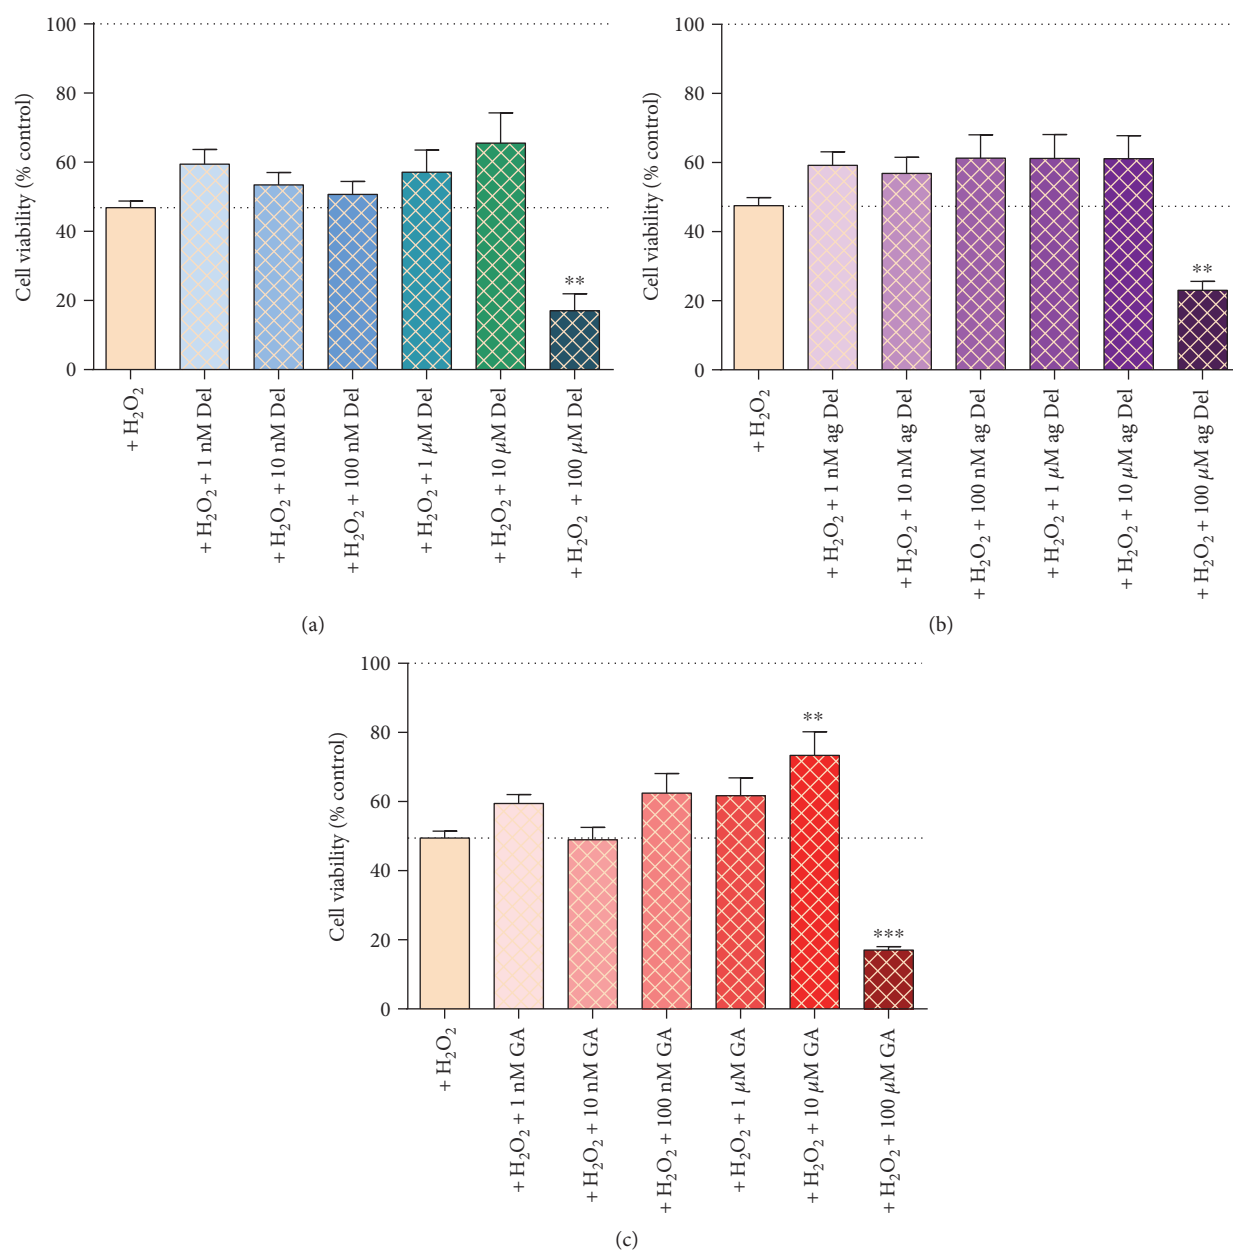 100
80
60
40
20
0
Cell viability (% control)
**
+ H₂O₂
+ H₂O₂ + 1 nM Del
+ H₂O₂ + 10 nM Del
+ H₂O₂ + 100 nM Del
+ H₂O₂ + 1 μM Del
+ H₂O₂ + 10 μM Del
+H₂O₂ + 100 μM Del
(a)
100
80
60
40
20
0
Cell viability (% control)
**
+ H₂O₂
+ H₂O₂ + 1 nM ag Del
+ H₂O₂ + 10 nM ag Del
+ H₂O₂ + 100 nM ag Del
+ H₂O₂ + 1 μM ag Del
+ H₂O₂ + 10 μM ag Del
+ H₂O₂ + 100 μM ag Del
(b)
100
80
60
40
20
0
Cell viability (% control)
**
***
+ H₂O₂
+ H₂O₂ + 1 nM GA
+ H₂O₂ + 10 nM GA
+ H₂O₂ + 100 nM GA
+ H₂O₂ + 1 μM GA
+ H₂O₂ + 10 μM GA
+ H₂O₂ + 100 μM GA
(c)